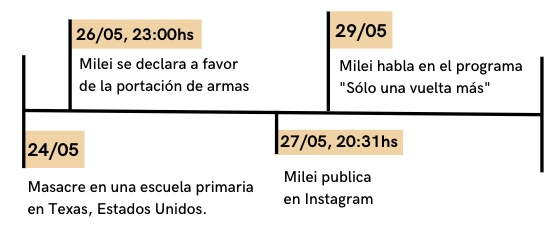 26/05, 23:00hs
Milei se declara a favor
de la portación de armas
29/05
Milei habla en el programa
"Sólo una vuelta más"
24/05
Masacre en una escuela primaria
en Texas, Estados Unidos.
27/05, 20:31hs
Milei publica
en Instagram